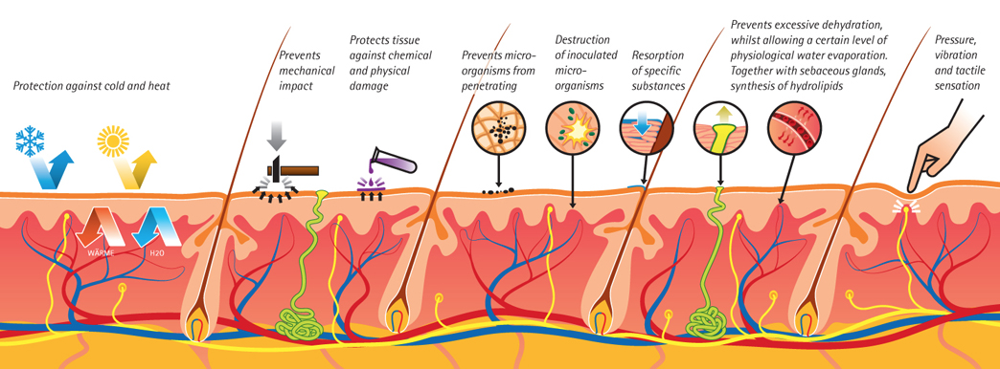 Protection against cold and heat
WÄRME
H2O
Prevents
mechanical
impact
Protects tissue
against chemical
and physical
damage
Prevents micro-
organisms from
penetrating
Destruction
of inoculated
micro-
organisms
Resorption
of specific
substances
Prevents excessive dehydration,
whilst allowing a certain level of
physiological water evaporation.
Together with sebaceous glands,
synthesis of hydrolipids
Pressure,
vibration
and tactile
sensation